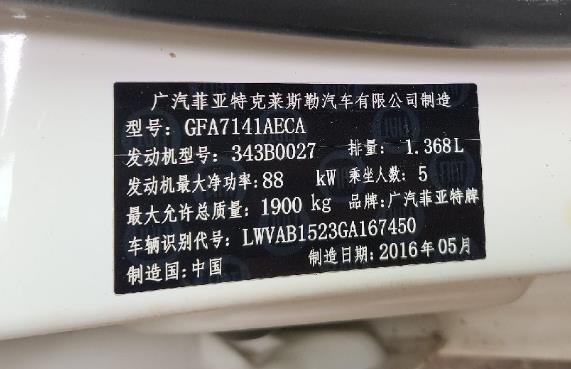 广汽菲亚特克莱斯勒汽车有限公司制造
型号: GFA7141AECA
发动机型号: 343B0027 排量: 1.368L
发动机最大净功率: 88 kW 乘坐人数: 5
最大允许总质量: 1900 kg 品牌: 广汽菲亚特牌
车辆识别代号: LWVAB1523GA167450
制造国: 中国 制造日期: 2016年05月